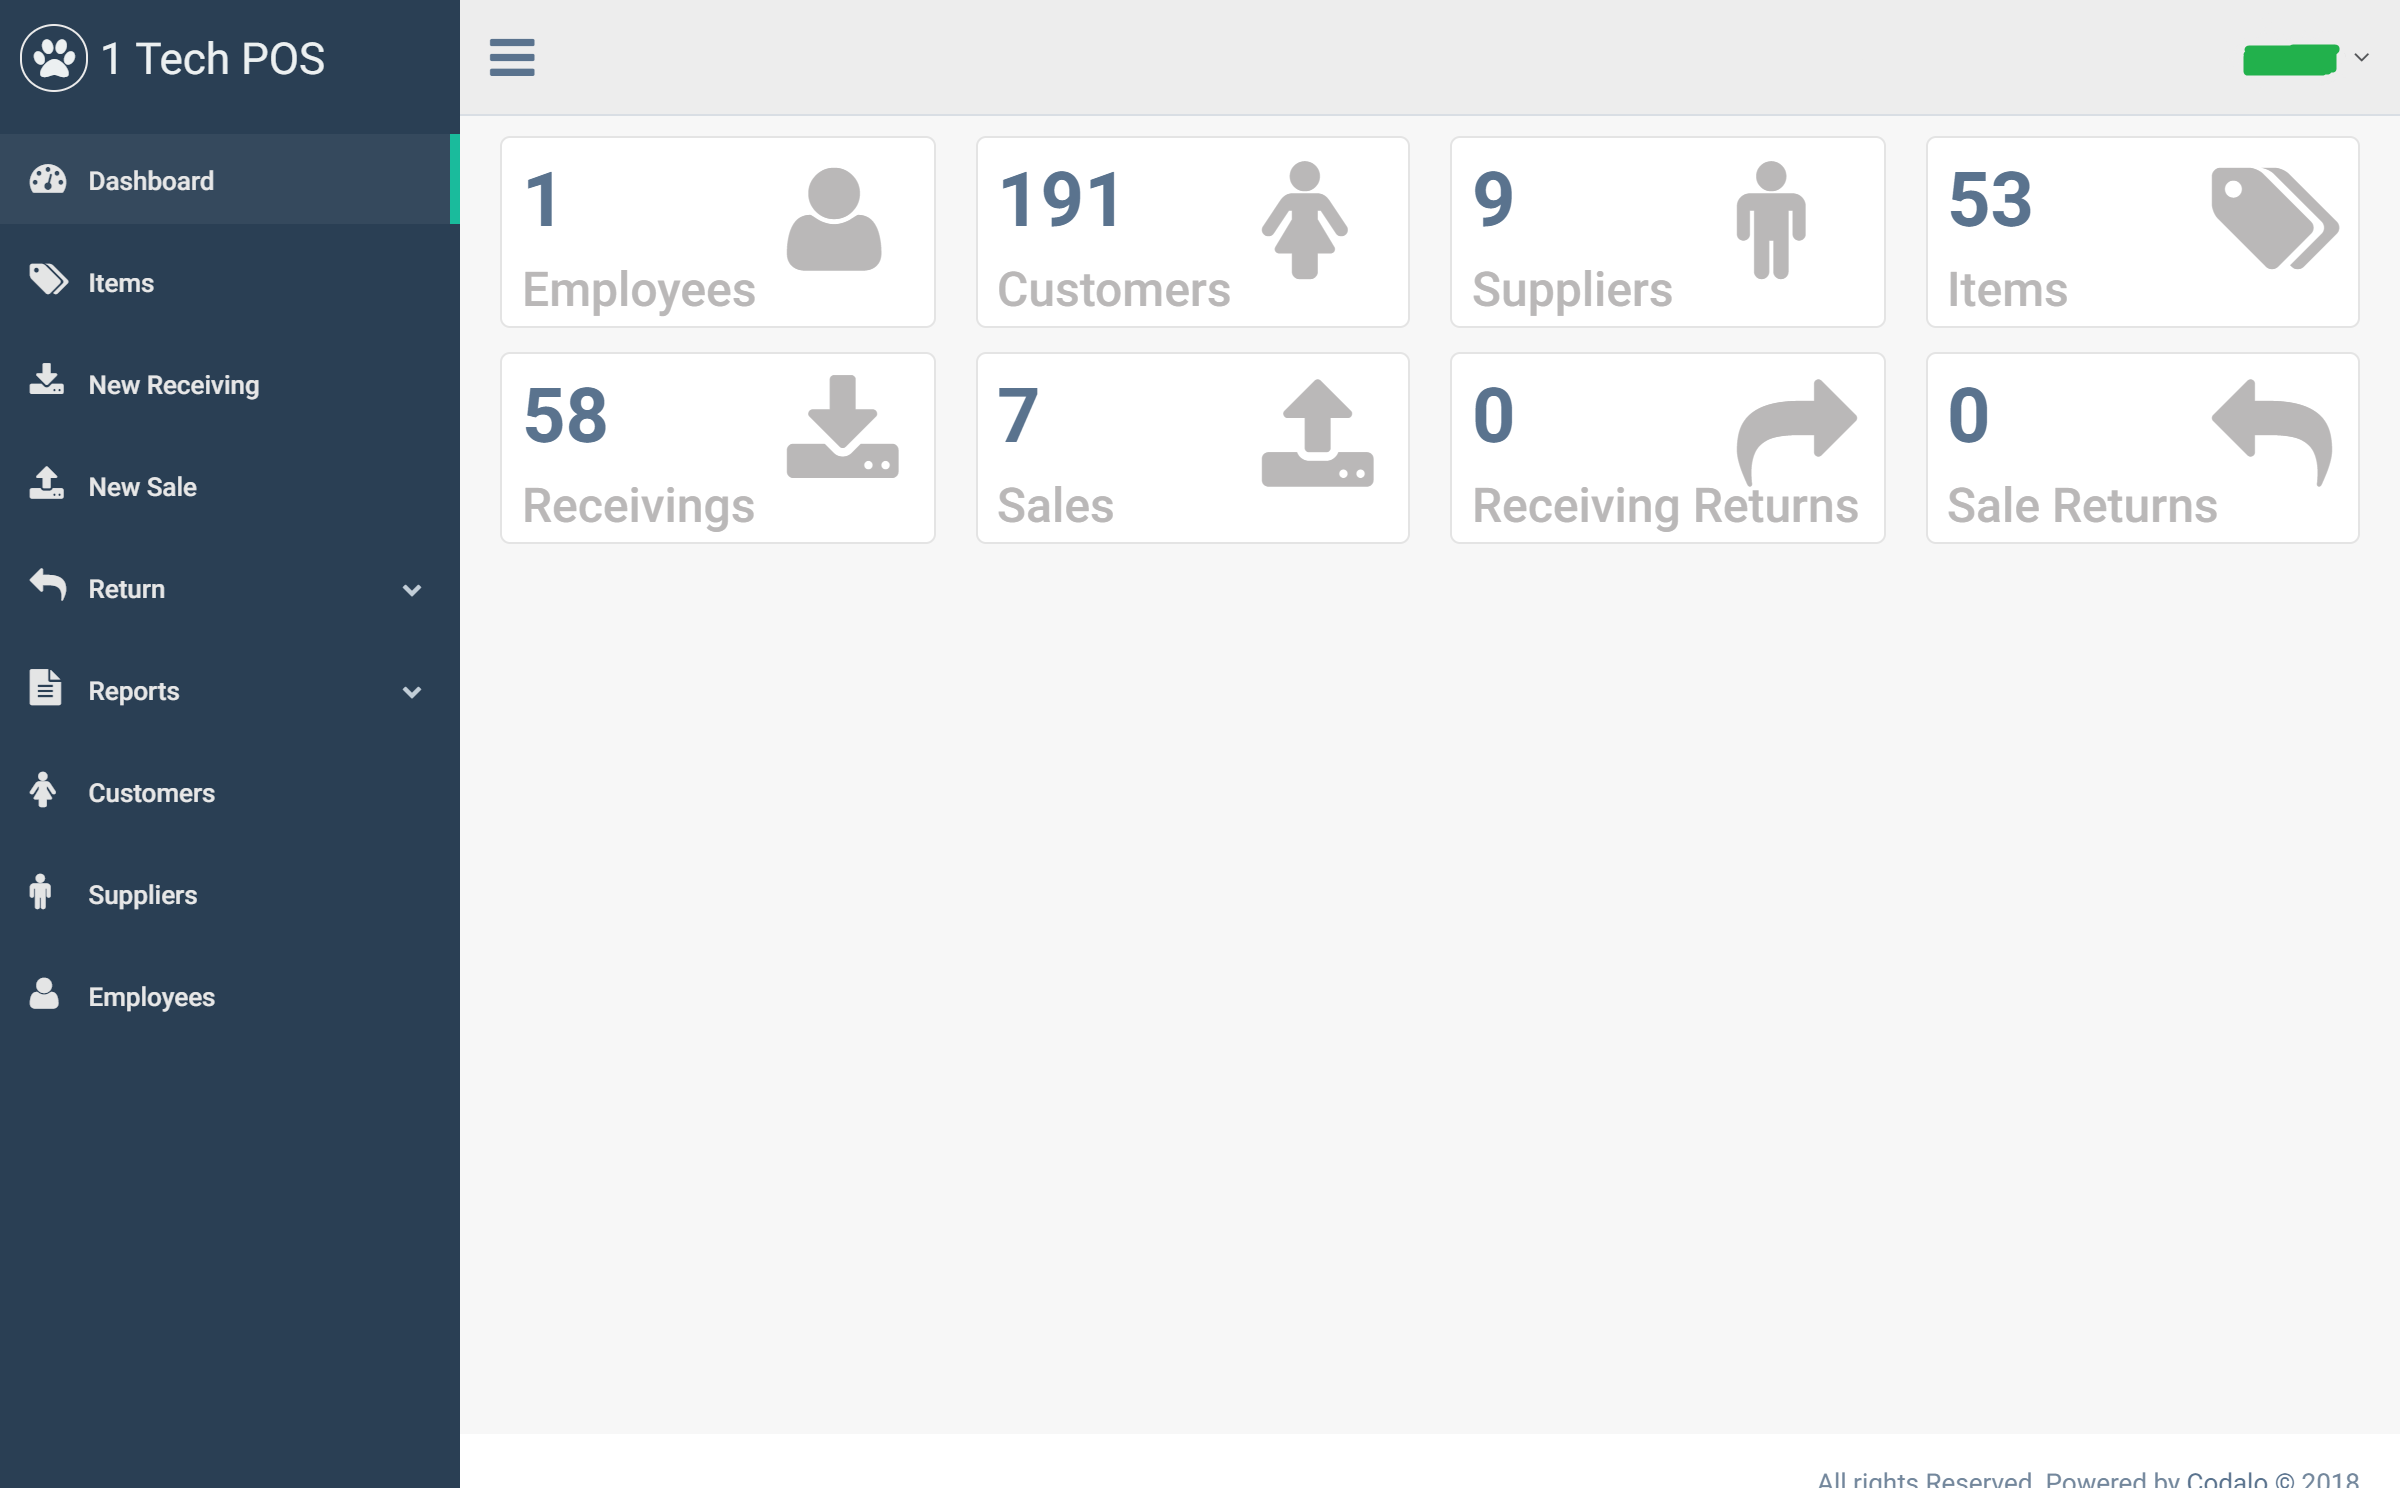 1 Tech POS
Dashboard
Items
New Receiving
New Sale
Return
Reports
Customers
Suppliers
Employees
1
Employees
191
Customers
9
Suppliers
53
Items
58
Receivings
7
Sales
0
Receiving Returns
0
Sale Returns
All rights Reserved. Powered by Codalo © 2018